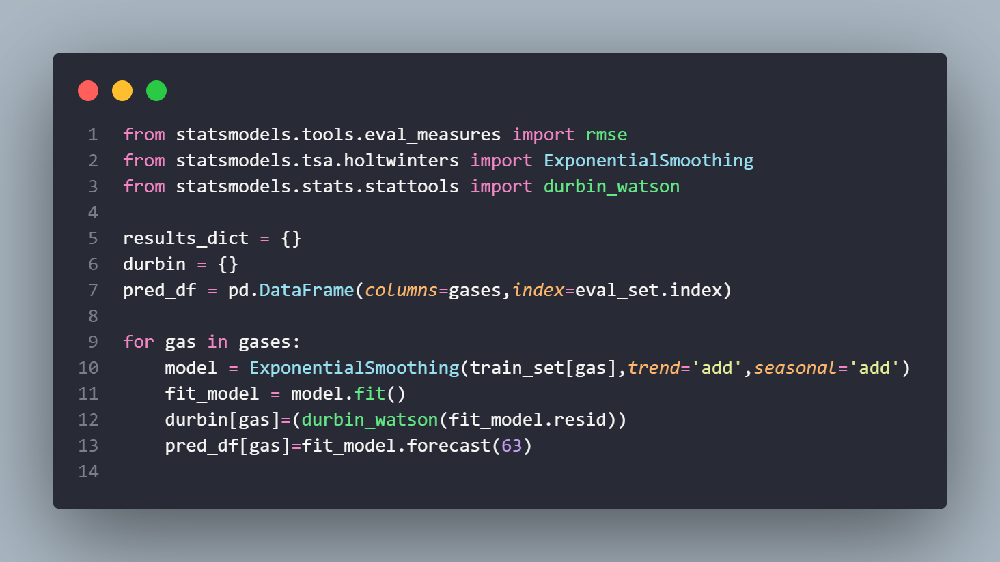 1 from statsmodels.tools.eval_measures import rmse
2 from statsmodels.tsa.holtwinters import ExponentialSmoothing
3 from statsmodels.stats.stattools import durbin_watson
4
5 results_dict = {}
6 durbin = {}
7 pred_df = pd.DataFrame(columns=gases,index=eval_set.index)
8
9 for gas in gases:
10     model = ExponentialSmoothing(train_set[gas],trend='add',seasonal='add')
11     fit_model = model.fit()
12     durbin[gas]=(durbin_watson(fit_model.resid))
13     pred_df[gas]=fit_model.forecast(63)
14